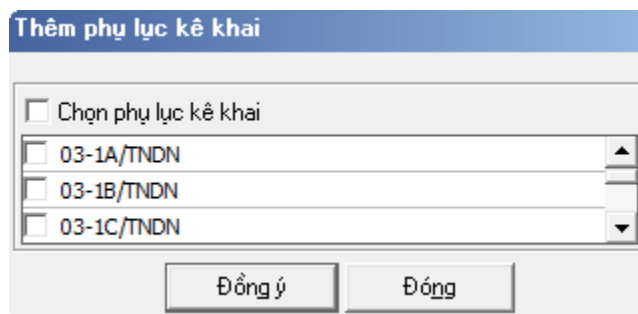 Thêm phụ lục kê khai
Chọn phụ lục kê khai
03-1A/TNDN
03-1B/TNDN
03-1C/TNDN
Đồng ý Đóng